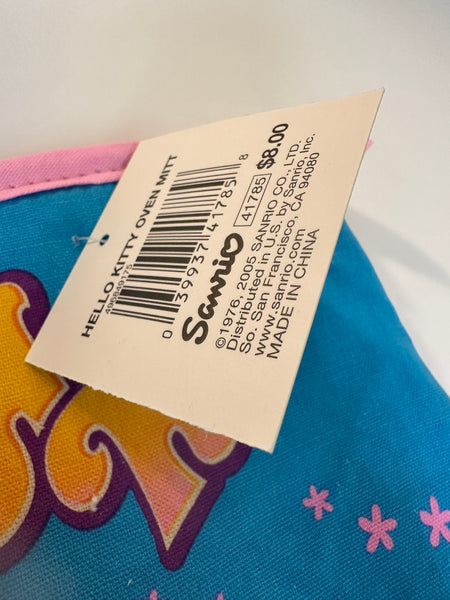 HELLO KITTY OVEN MITT
0 39937 41785 8
41785 $8.00
Sanrio
©1976, 2005 SANRIO CO., LTD.
Distributed in U.S. by Sanrio, Inc.
So. San Francisco, CA 94080
www.sanrio.com
MADE IN CHINA